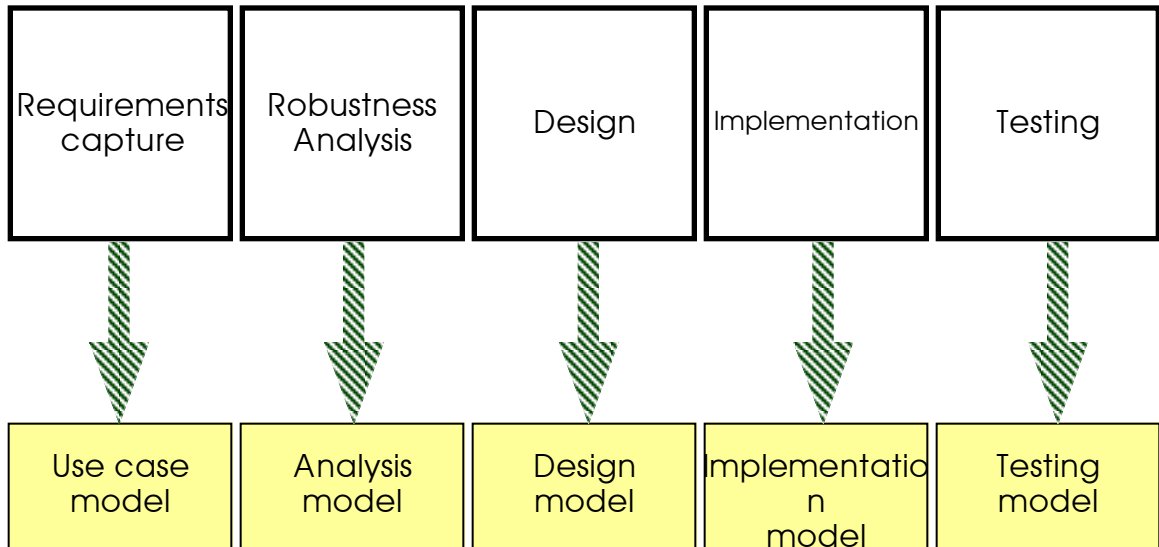 Requirements
capture
Robustness
Analysis
Design
Implementation
Testing
Use case
model
Analysis
model
Design
model
Implementatio
n
model
Testing
model